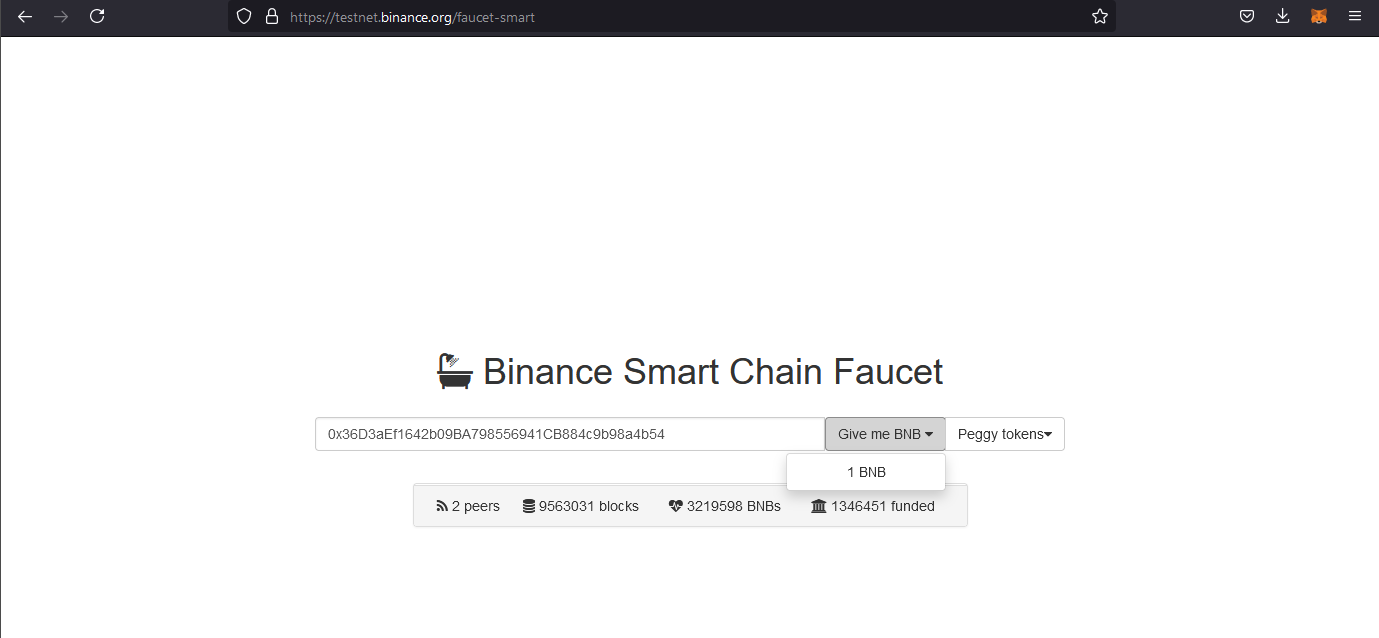 https://testnet.binance.org/faucet-smart
Binance Smart Chain Faucet
0x36D3aEf1642b09BA798556941CB884c9b98a4b54 Give me BNB Peggy tokens
1 BNB
2 peers 9563031 blocks 3219598 BNBs 1346451 funded